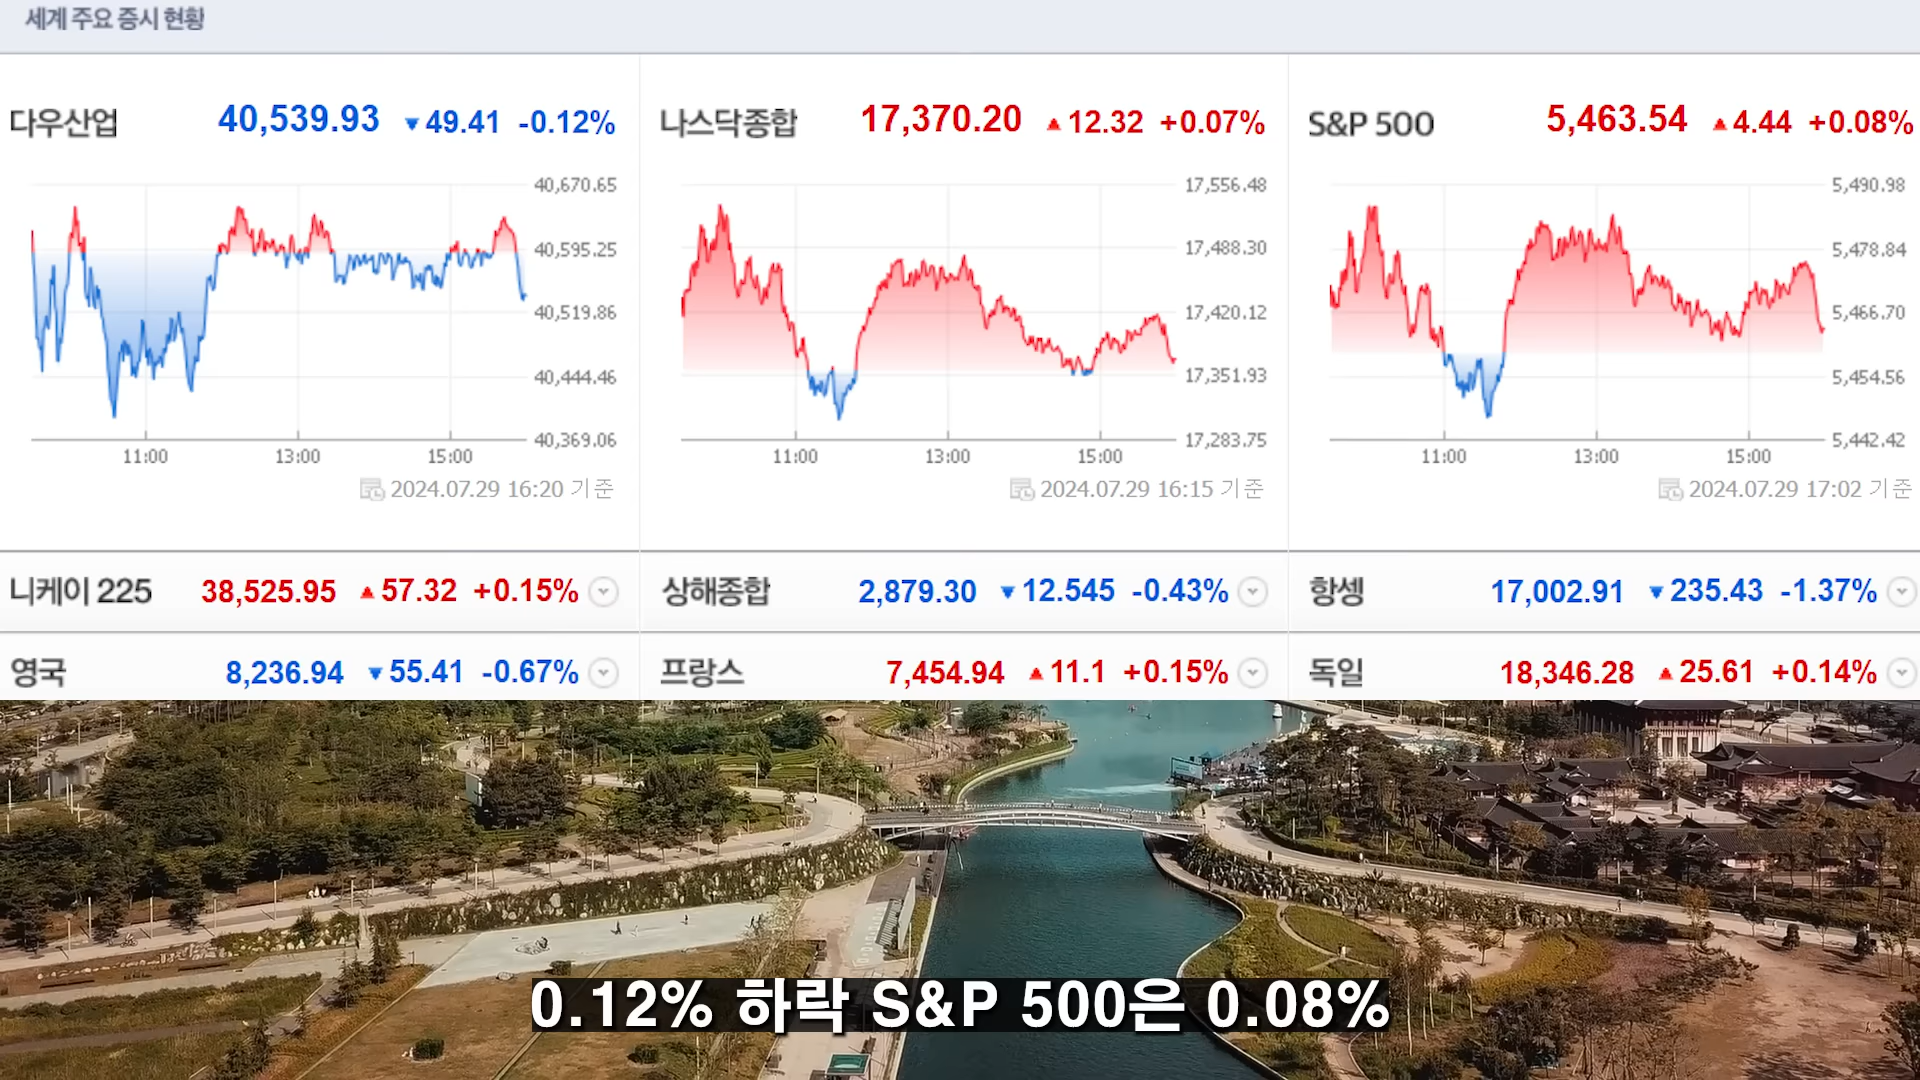 세계 주요 증시 현황
다우산업 40,539.93 ▼49.41 -0.12%
40,670.65
40,595.25
40,519.86
40,444.46
40,369.06
11:00 13:00 15:00
2024.07.29 16:20 기준
나스닥종합 17,370.20 ▲12.32 +0.07%
17,556.48
17,488.30
17,420.12
17,351.93
17,283.75
11:00 13:00 15:00
2024.07.29 16:15 기준
S&P 500 5,463.54 ▲4.44 +0.08%
5,490.98
5,478.84
5,466.70
5,454.56
5,442.42
11:00 13:00 15:00
2024.07.29 17:02 기준
니케이 225 38,525.95 ▲57.32 +0.15%
상해종합 2,879.30 ▼12.545 -0.43%
항셍 17,002.91 ▼235.43 -1.37%
영국 8,236.94 ▼55.41 -0.67%
프랑스 7,454.94 ▲11.1 +0.15%
독일 18,346.28 ▲25.61 +0.14%
0.12% 하락 S&P 500은 0.08%